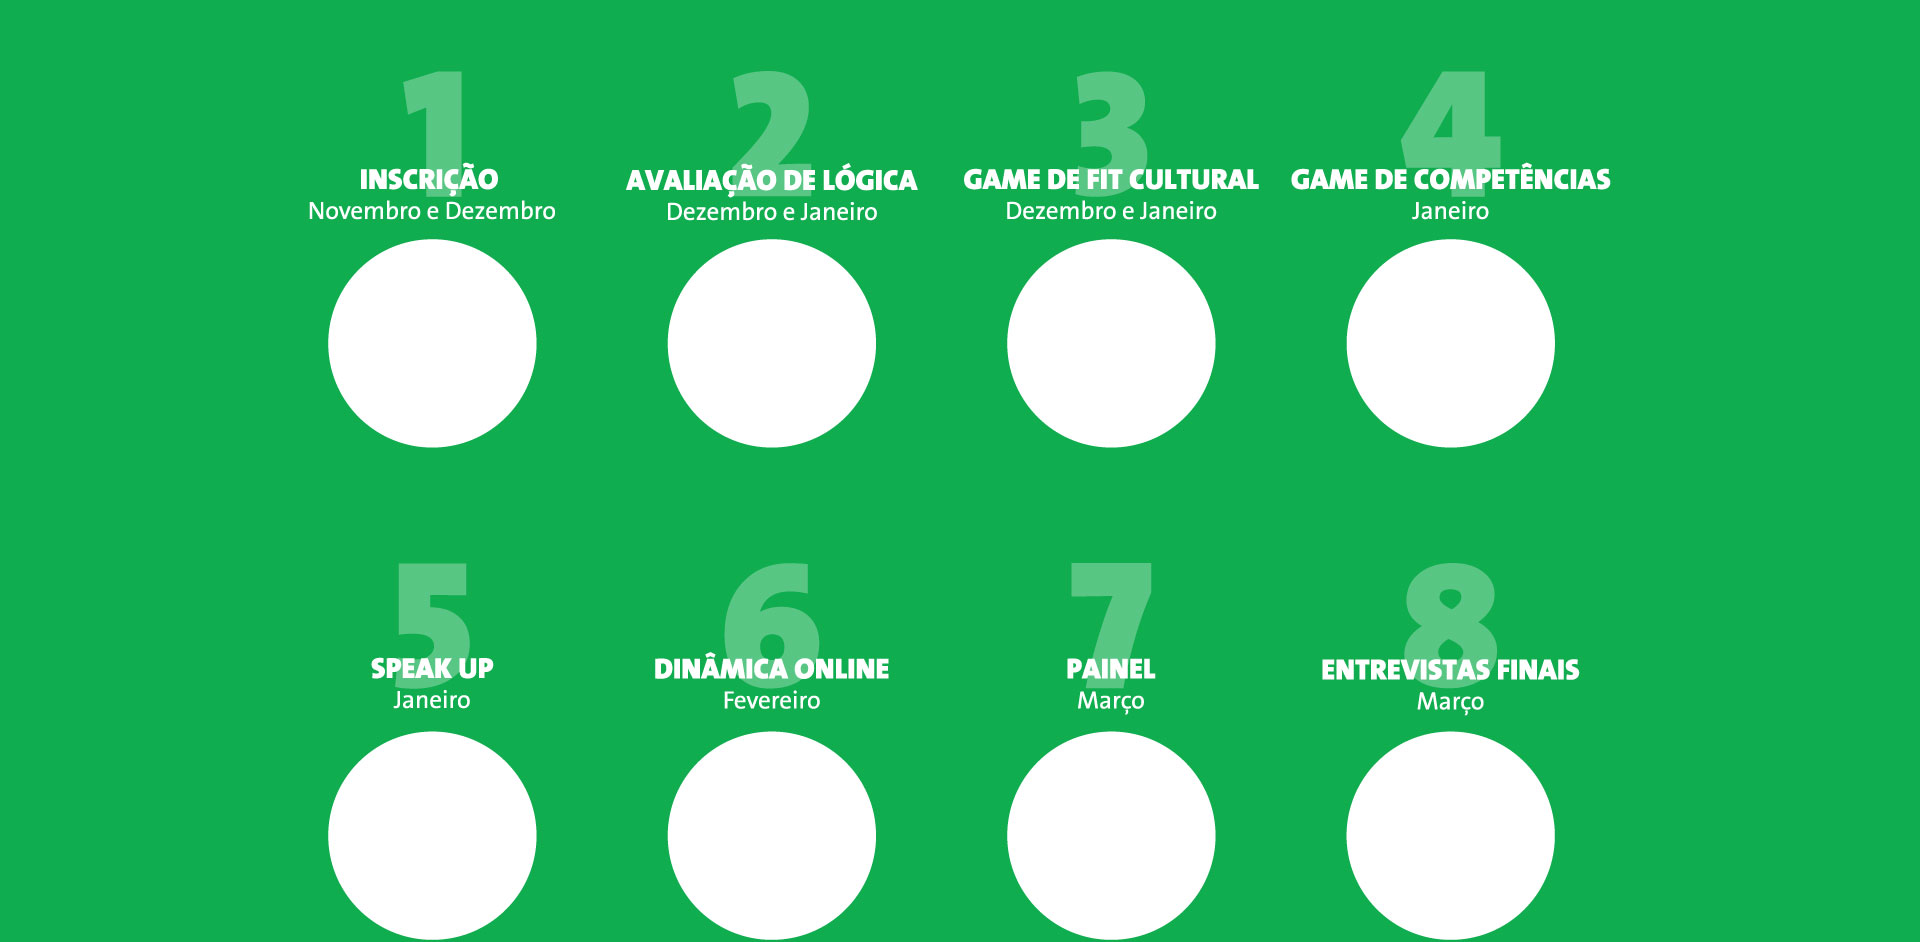 1
INSCRIÇÃO
Novembro e Dezembro
2
AVALIAÇÃO DE LÓGICA
Dezembro e Janeiro
3
GAME DE FIT CULTURAL
Dezembro e Janeiro
4
GAME DE COMPETÊNCIAS
Janeiro
5
SPEAK UP
Janeiro
6
DINÂMICA ONLINE
Fevereiro
7
PAINEL
Março
8
ENTREVISTAS FINAIS
Março